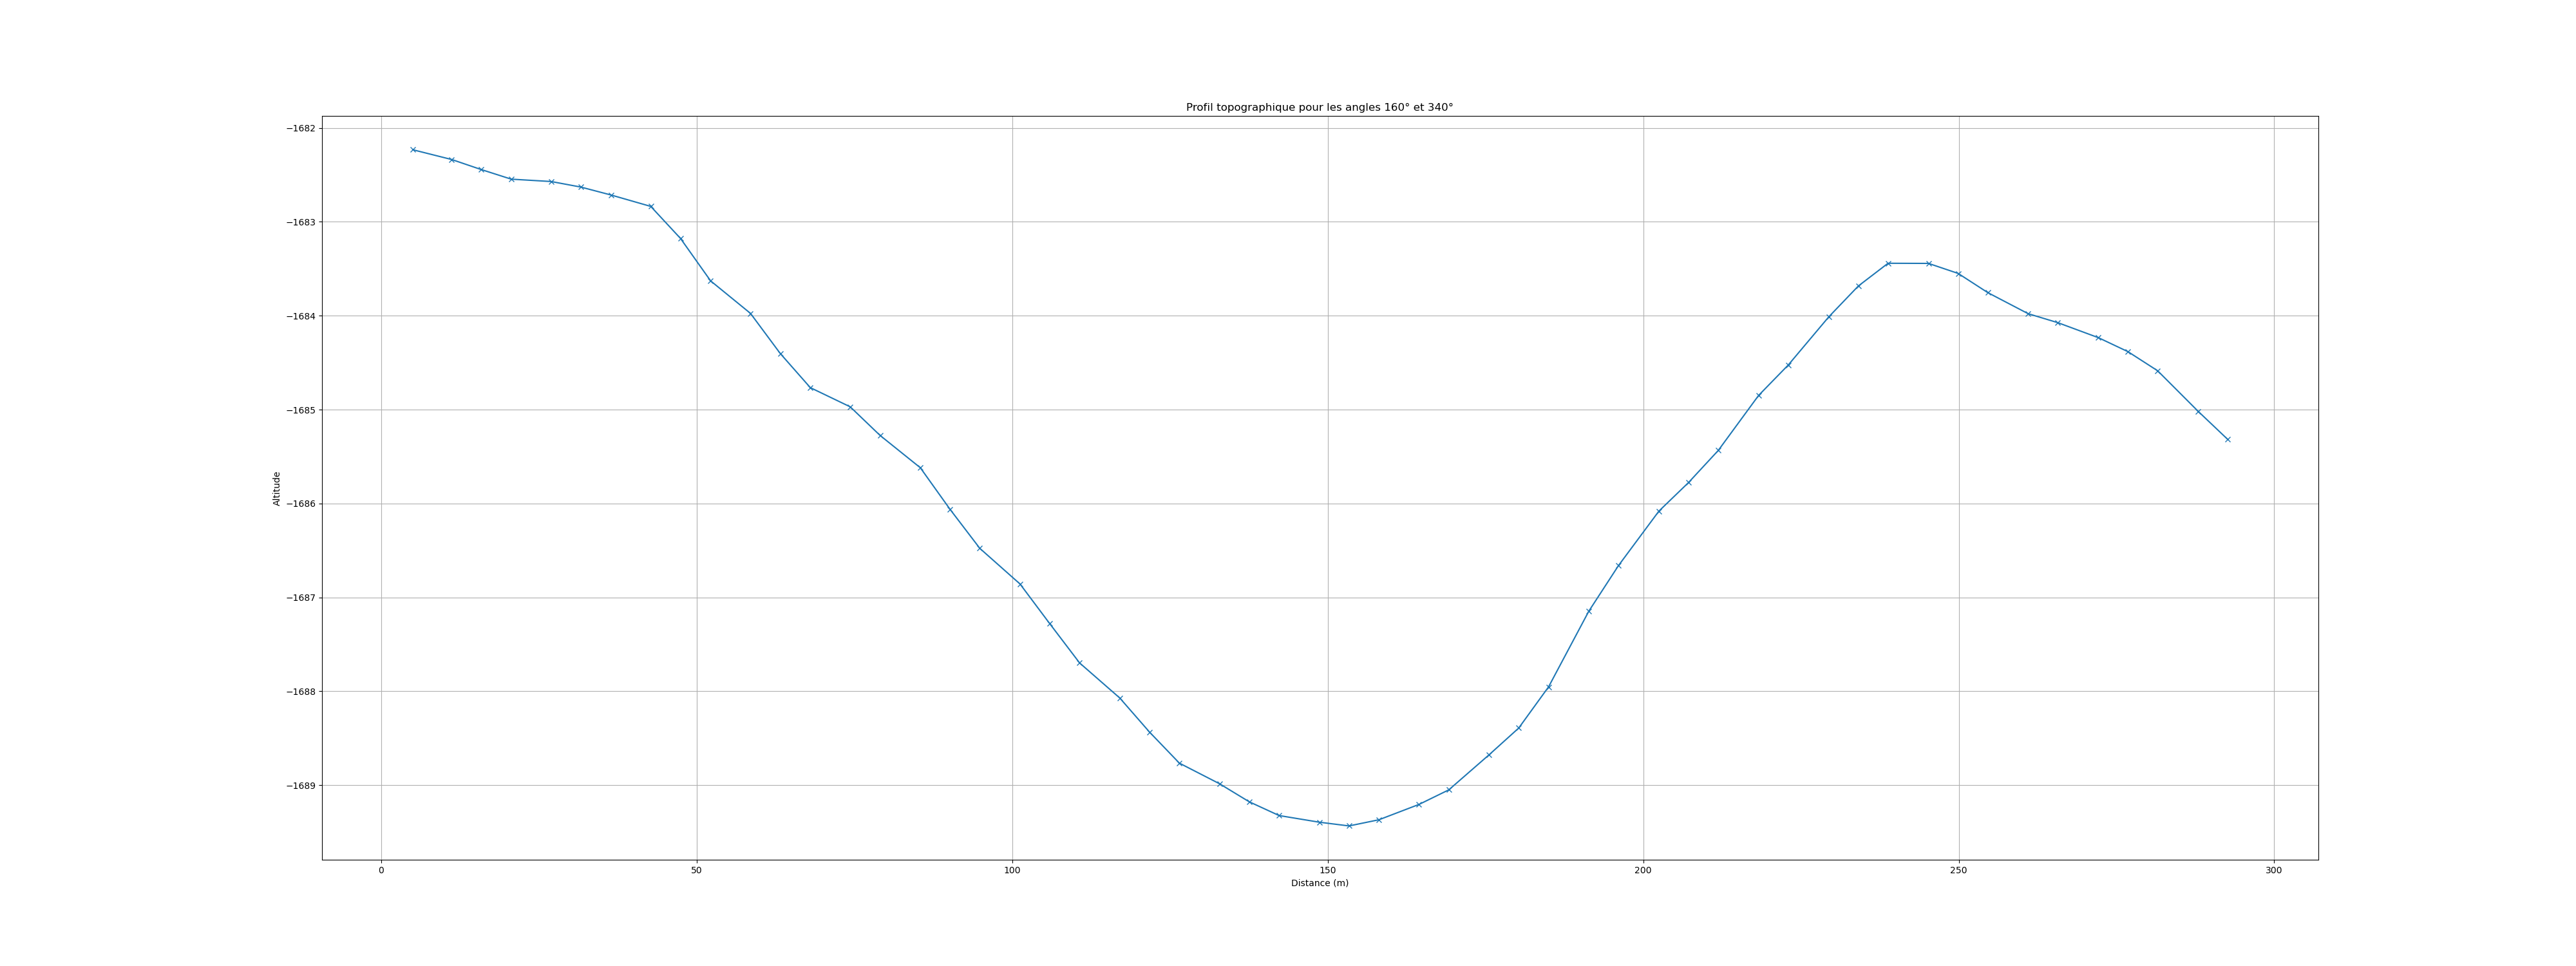 Profil topographique pour les angles 160° et 340°
−1682
−1683
−1684
−1685
−1686
−1687
−1688
−1689
Altitude
0 50 100 150 200 250 300
Distance (m)